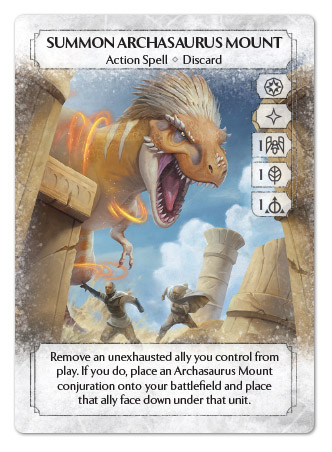 SUMMON ARCHASAURUS MOUNT
Action Spell ⟡ Discard
1
1
1
Remove an unexhausted ally you control from
play. If you do, place an Archasaurus Mount
conjuration onto your battlefield and place
that ally face down under that unit.